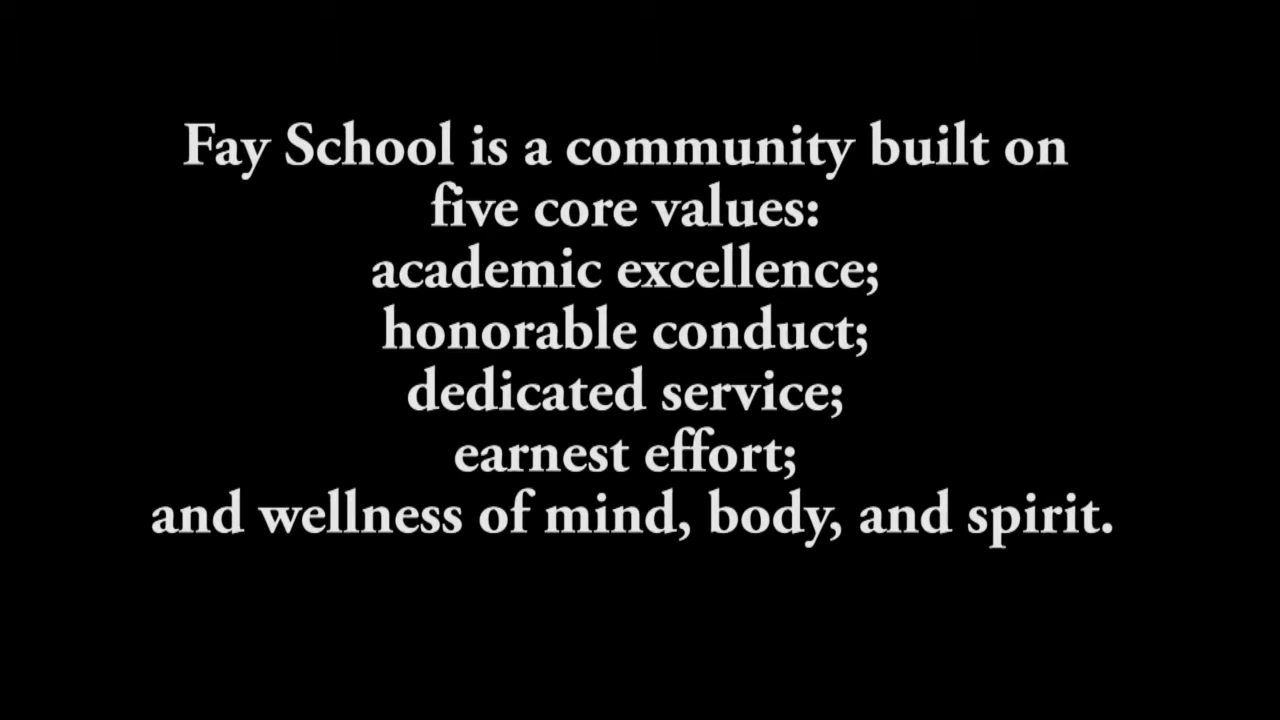 Fay School is a community built on
five core values:
academic excellence;
honorable conduct;
dedicated service;
earnest effort;
and wellness of mind, body, and spirit.